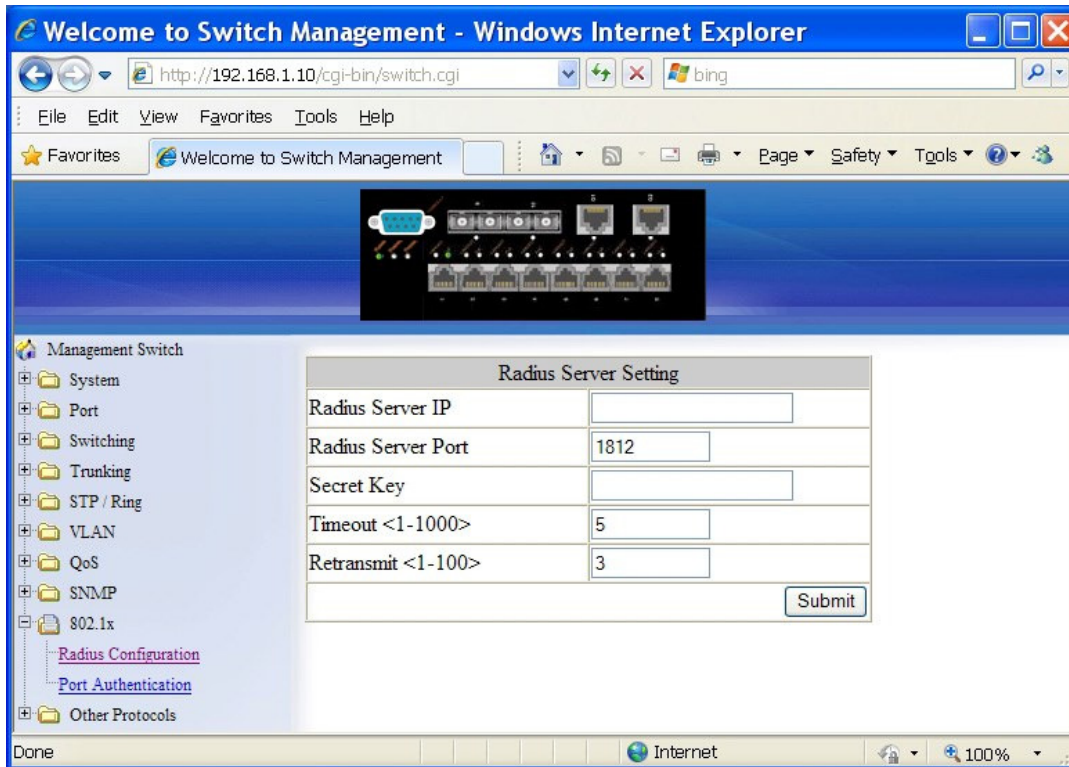 Welcome to Switch Management - Windows Internet Explorer
http://192.168.1.10/cgi-bin/switch.cgi
bing
File Edit View Favorites Tools Help
Favorites
Welcome to Switch Management
Page Safety Tools
Management Switch
System
Port
Switching
Trunking
STP / Ring
VLAN
QoS
SNMP
802.1x
Radius Configuration
Port Authentication
Other Protocols
Radius Server Setting
Radius Server IP
Radius Server Port 1812
Secret Key
Timeout <1-1000> 5
Retransmit <1-100> 3
Submit
Done
Internet
100%